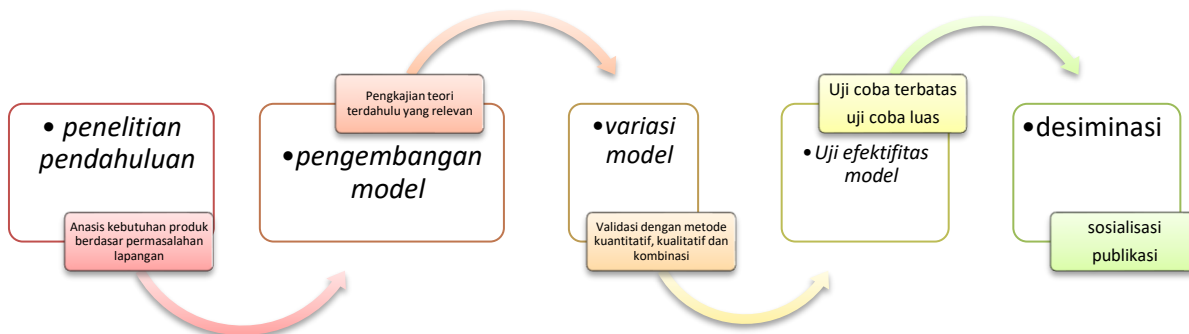 • penelitian
pendahuluan
Anasis kebutuhan produk
berdasar permasalahan
lapangan
Pengkajian teori
terdahulu yang relevan
•pengembangan
model
•variasi
model
Validasi dengan metode
kuantitatif, kualitatif dan
kombinasi
Uji coba terbatas
uji coba luas
•Uji efektifitas
model
•desiminasi
sosialisasi
publikasi